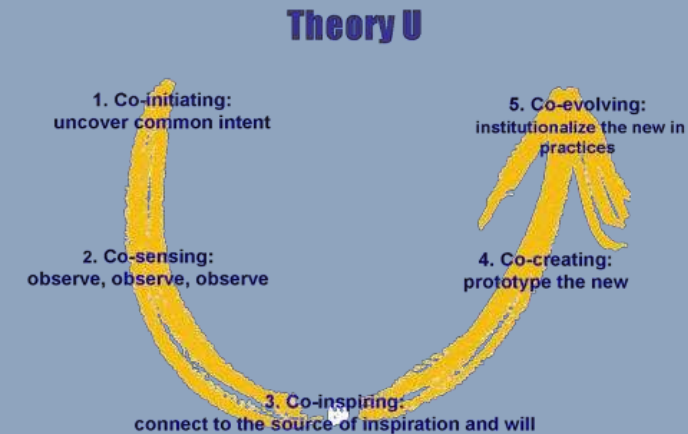 Theory U
1. Co-initiating:
uncover common intent
2. Co-sensing:
observe, observe, observe
3. Co-inspiring:
connect to the source of inspiration and will
4. Co-creating:
prototype the new
5. Co-evolving:
institutionalize the new in
practices